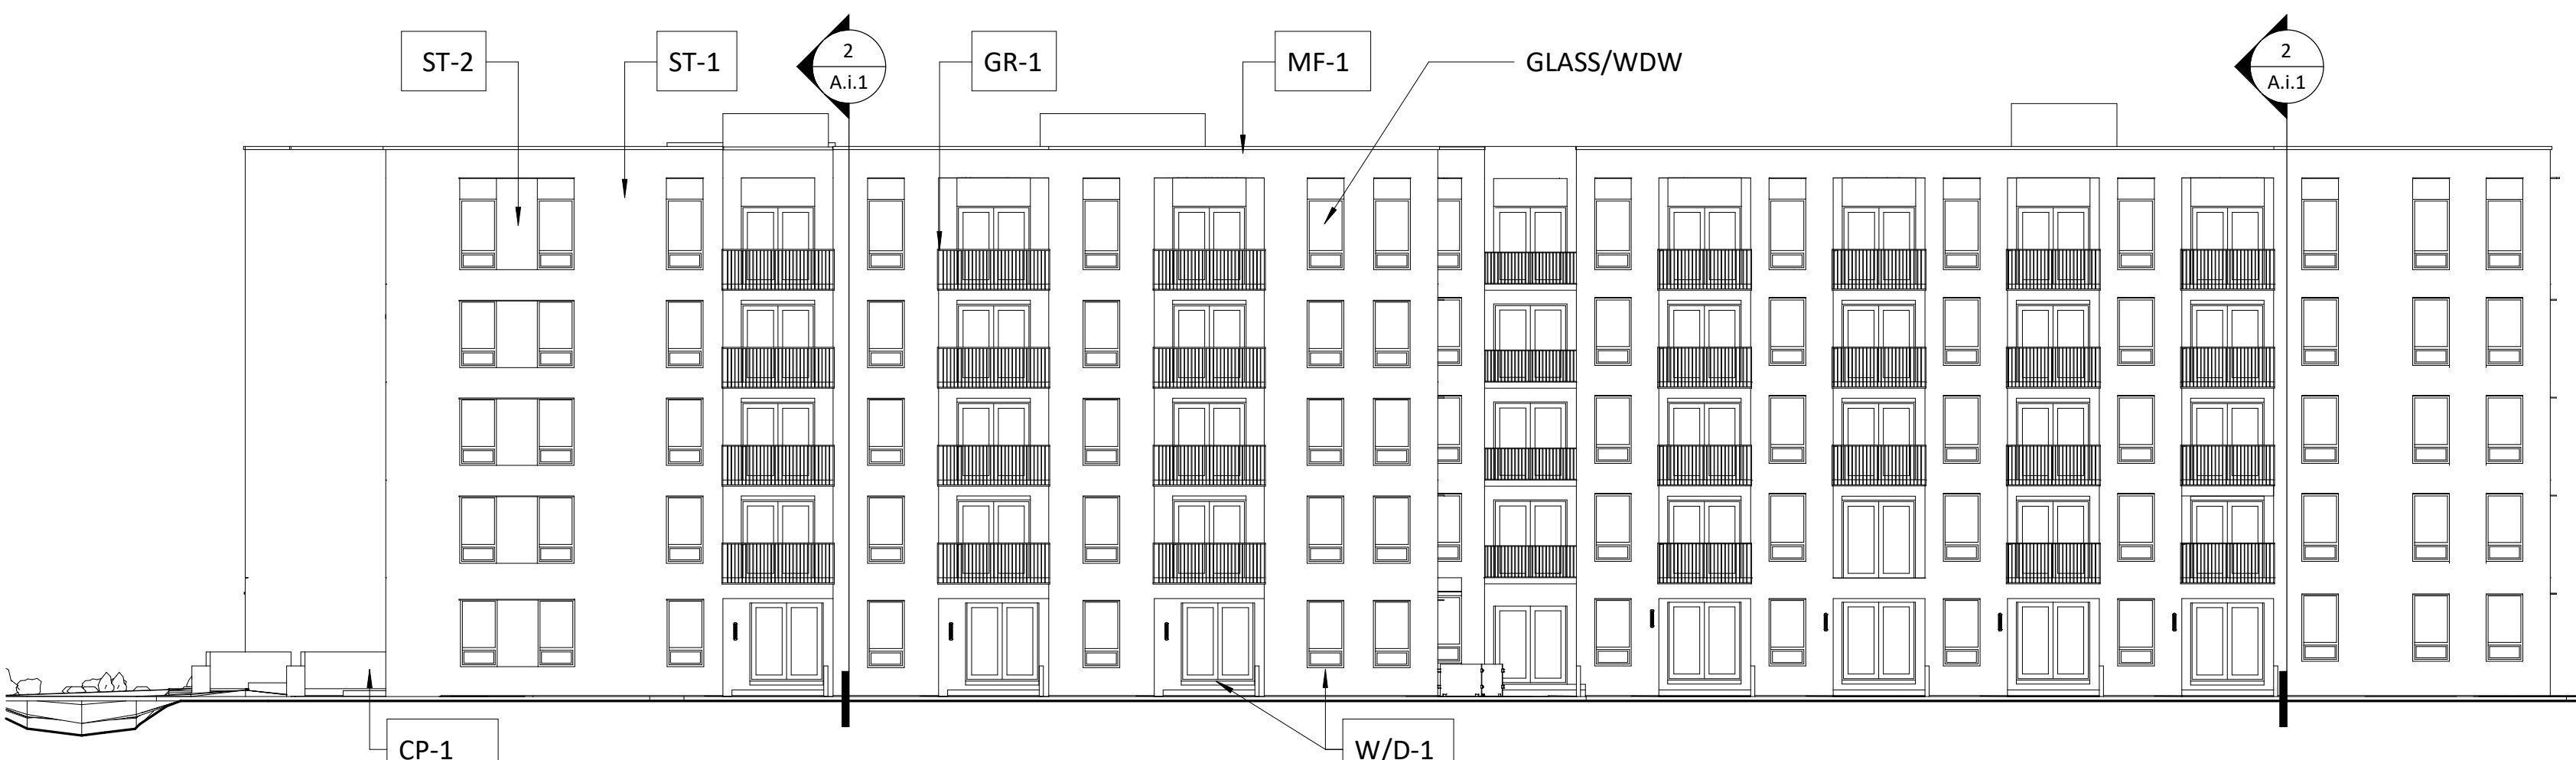 ST-2
ST-1
2
A.i.1
GR-1
MF-1
GLASS/WDW
2
A.i.1
CP-1
W/D-1